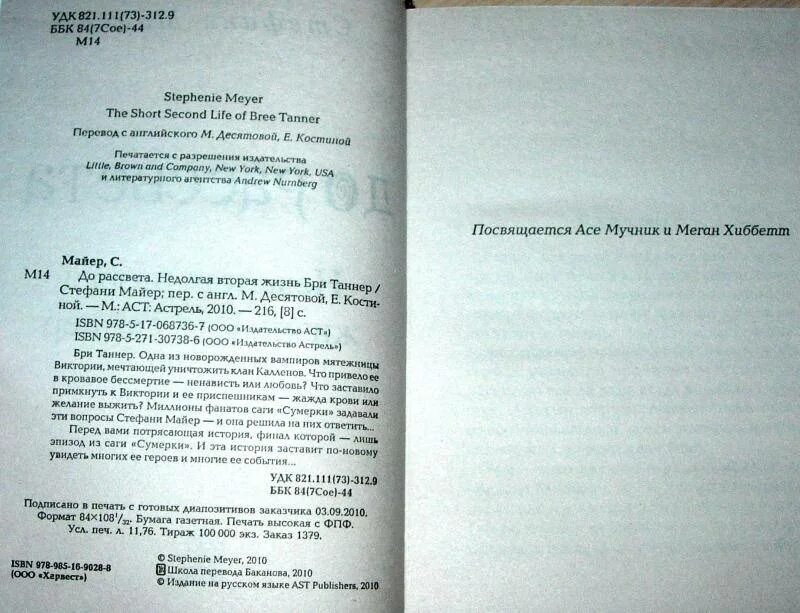 УДК 821.111(73)-312.9
ББК 84(7Сое)-44
М14
Stephenie Meyer
The Short Second Life of Bree Tanner
Перевод с английского М. Десятовой, Е. Костиной
Печатается с разрешения издательства
Little, Brown and Company, New York, New York, USA
и литературного агентства Andrew Nurnberg
Майер, С.
М14 До рассвета. Недолгая вторая жизнь Бри Таннер /
Стефани Майер; пер. с англ. М. Десятовой, Е. Кости-
ной. — М.: АСТ: Астрель, 2010. — 216, [8] с.
ISBN 978-5-17-068736-7 (ООО «Издательство АСТ»)
ISBN 978-5-271-30738-6 (ООО «Издательство Астрель»)
Бри Таннер. Одна из новорожденных вампиров мятежницы
Виктории, мечтающей уничтожить клан Калленов. Что привело ее
в кровавое бессмертие — ненависть или любовь? Что заставило
примкнуть к Виктории и ее приспешникам — жажда крови или
желание выжить? Миллионы фанатов саги «Сумерки» задавали
эти вопросы Стефани Майер — и она решила на них ответить...
Перед вами потрясающая история, финал которой — лишь
эпизод из саги «Сумерки». И эта история заставит по-новому
увидеть многих ее героев и многие ее события...
УДК 821.111(73)-312.9
ББК 84(7Сое)-44
Подписано в печать с готовых диапозитивов заказчика 03.09.2010.
Формат 84×108 1/32. Бумага газетная. Печать высокая с ФПФ.
Усл. печ. л. 11,76. Тираж 100 000 экз. Заказ 1379.
ISBN 978-985-16-9028-8
(ООО «Харвест»)
© Stephenie Meyer, 2010
Школа перевода Баканова, 2010
© Издание на русском языке AST Publishers, 2010
Посвящается Асе Мучник и Меган Хиббетт